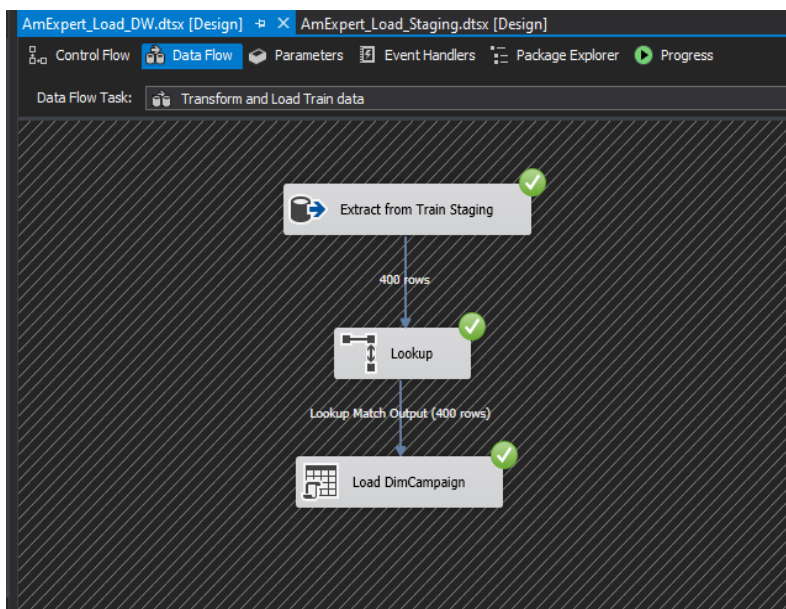 AmExpert_Load_DW.dtsx [Design] AmExpert_Load_Staging.dtsx [Design]
Control Flow Data Flow Parameters Event Handlers Package Explorer Progress
Data Flow Task: Transform and Load Train data
Extract from Train Staging
400 rows
Lookup
Lookup Match Output (400 rows)
Load DimCampaign